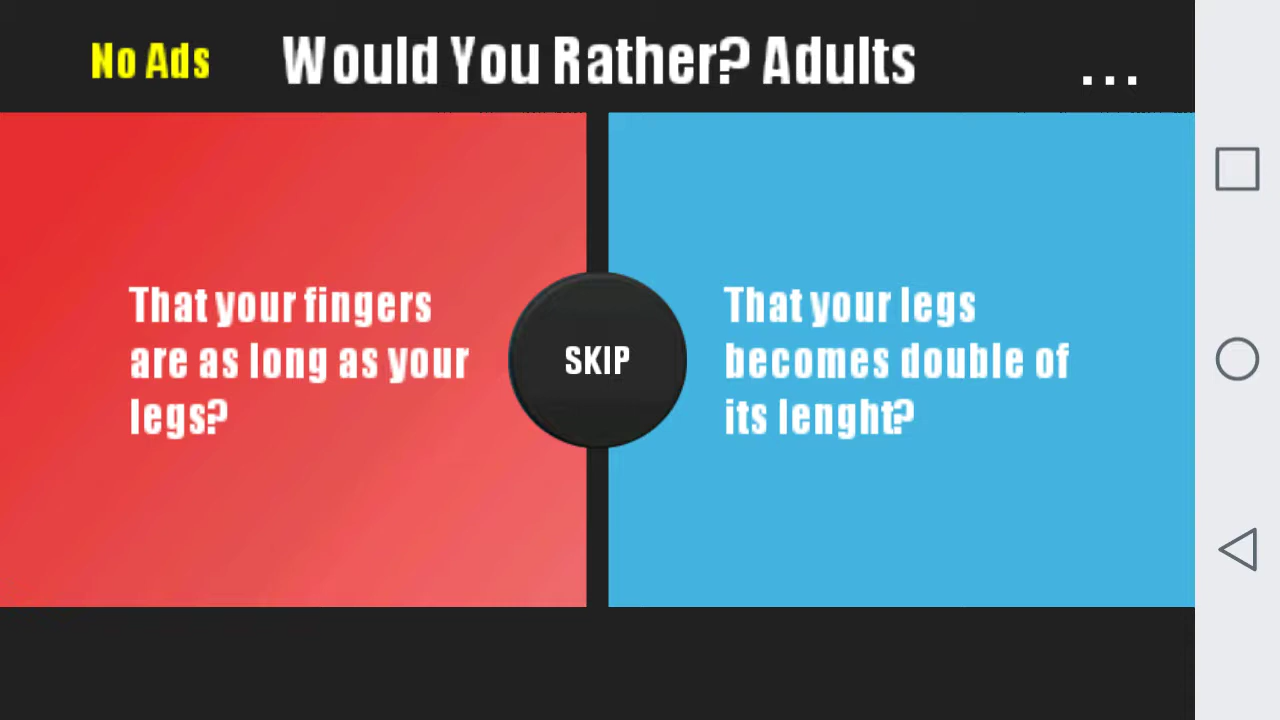 No Ads
Would You Rather? Adults
...
That your fingers
are as long as your
legs?
SKIP
That your legs
becomes double of
its lenght?